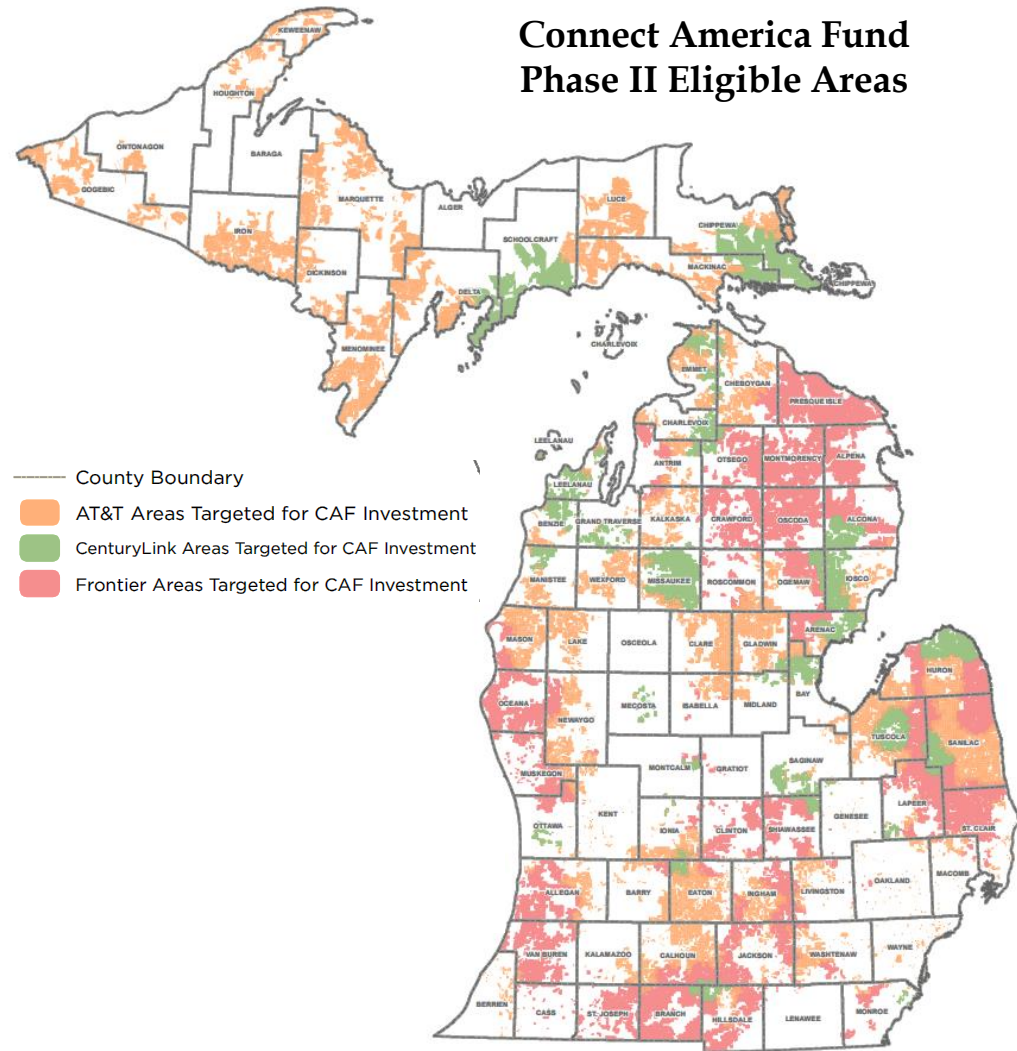 Connect America Fund
Phase II Eligible Areas
KEWEENAW
HOUGHTON
ONTONAGON
BARAGA
GOGEBIC
MARQUETTE
ALGER
LUCE
CHIPPEWA
SCHOOLCRAFT
IRON
DICKINSON
MACKINAC
CHIPPEWA
DELTA
MENOMINEE
CHARLEVOIX
EMMET
CHEBOYGAN
PRESQUE ISLE
CHARLEVOIX
LEELANAU
ANTRIM
OTSEGO
MONTMORENCY
ALPENA
County Boundary
LEELANAU
AT&T Areas Targeted for CAF Investment
BENZIE
GRAND TRAVERSE
KALKASKA
CRAWFORD
OSCODA
ALCONA
CenturyLink Areas Targeted for CAF Investment
Frontier Areas Targeted for CAF Investment
MANISTEE
WEXFORD
MISSAUKEE
ROSCOMMON
OGEMAW
IOSCO
MASON
LAKE
OSCEOLA
CLARE
GLADWIN
ARENAC
HURON
OCEANA
NEWAYGO
MECOSTA
ISABELLA
MIDLAND
BAY
TUSCOLA
SANILAC
MUSKEGON
MONTCALM
GRATIOT
SAGINAW
OTTAWA
KENT
IONIA
CLINTON
SHIAWASSEE
GENESEE
LAPEER
ST. CLAIR
ALLEGAN
BARRY
EATON
INGHAM
LIVINGSTON
OAKLAND
MACOMB
VAN BUREN
KALAMAZOO
CALHOUN
JACKSON
WASHTENAW
WAYNE
BERRIEN
CASS
ST. JOSEPH
BRANCH
HILLSDALE
LENAWEE
MONROE